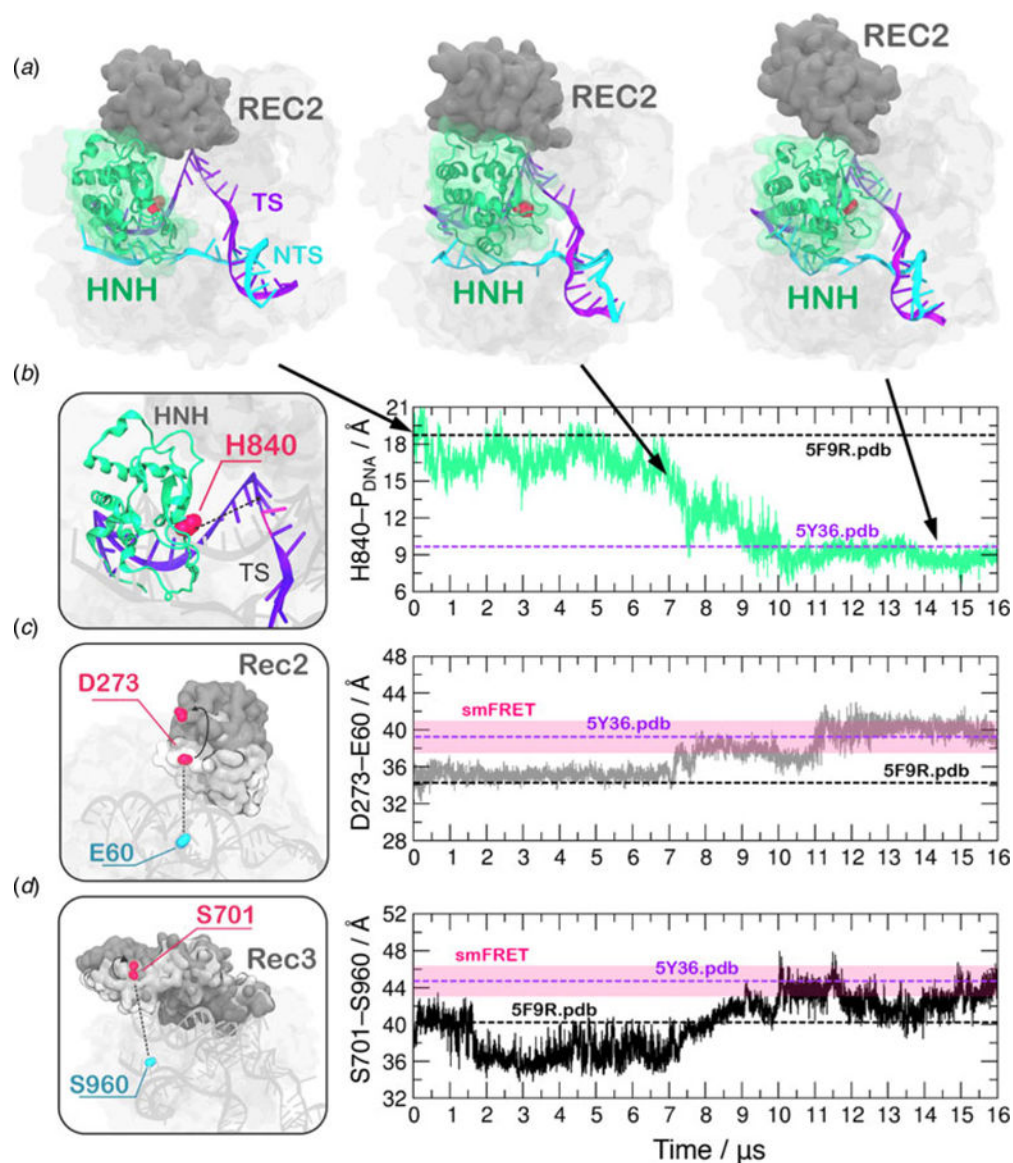 (a)
REC2
REC2
REC2
TS
NTS
HNH
HNH
HNH
(b)
HNH
H840
TS
H840–P_DNA / Å
21
18
15
12
9
6
5F9R.pdb
5Y36.pdb
0 1 2 3 4 5 6 7 8 9 10 11 12 13 14 15 16
(c)
Rec2
D273
E60
D273–E60 / Å
48
44
40
36
32
28
smFRET
5Y36.pdb
5F9R.pdb
0 1 2 3 4 5 6 7 8 9 10 11 12 13 14 15 16
(d)
S701
Rec3
S960
S701–S960 / Å
52
48
44
40
36
32
smFRET
5Y36.pdb
5F9R.pdb
0 1 2 3 4 5 6 7 8 9 10 11 12 13 14 15 16
Time / μs